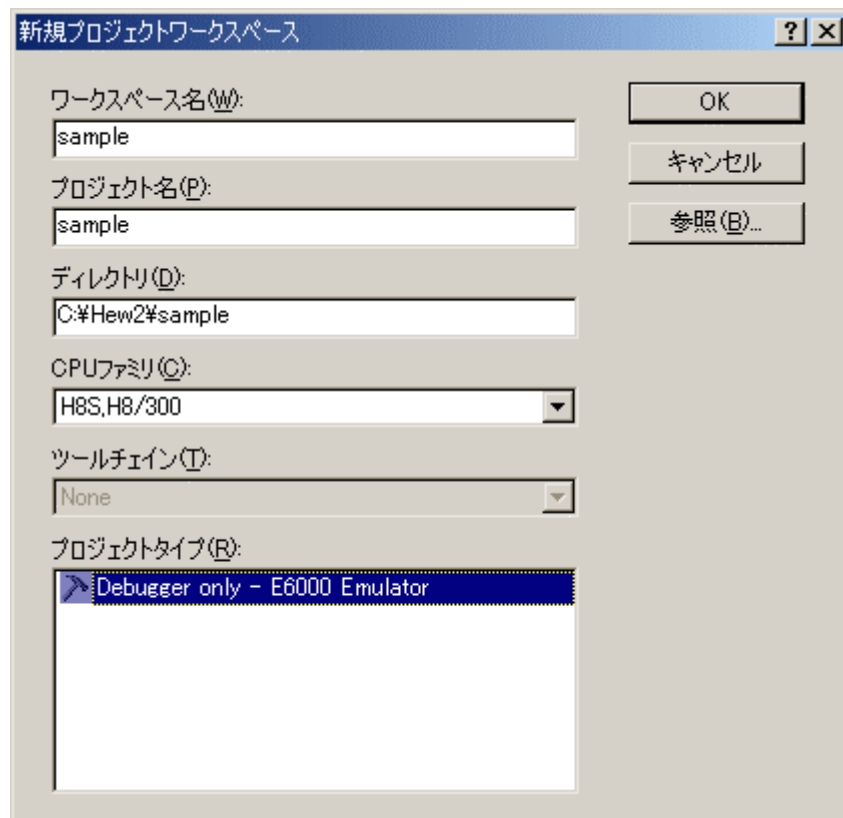 新規プロジェクトワークスペース
ワークスペース名(W):
sample
プロジェクト名(P):
sample
ディレクトリ(D):
C:¥Hew2¥sample
CPUファミリ(C):
H8S,H8/300
ツールチェイン(T):
None
プロジェクトタイプ(R):
Debugger only - E6000 Emulator
OK
キャンセル
参照(B)...